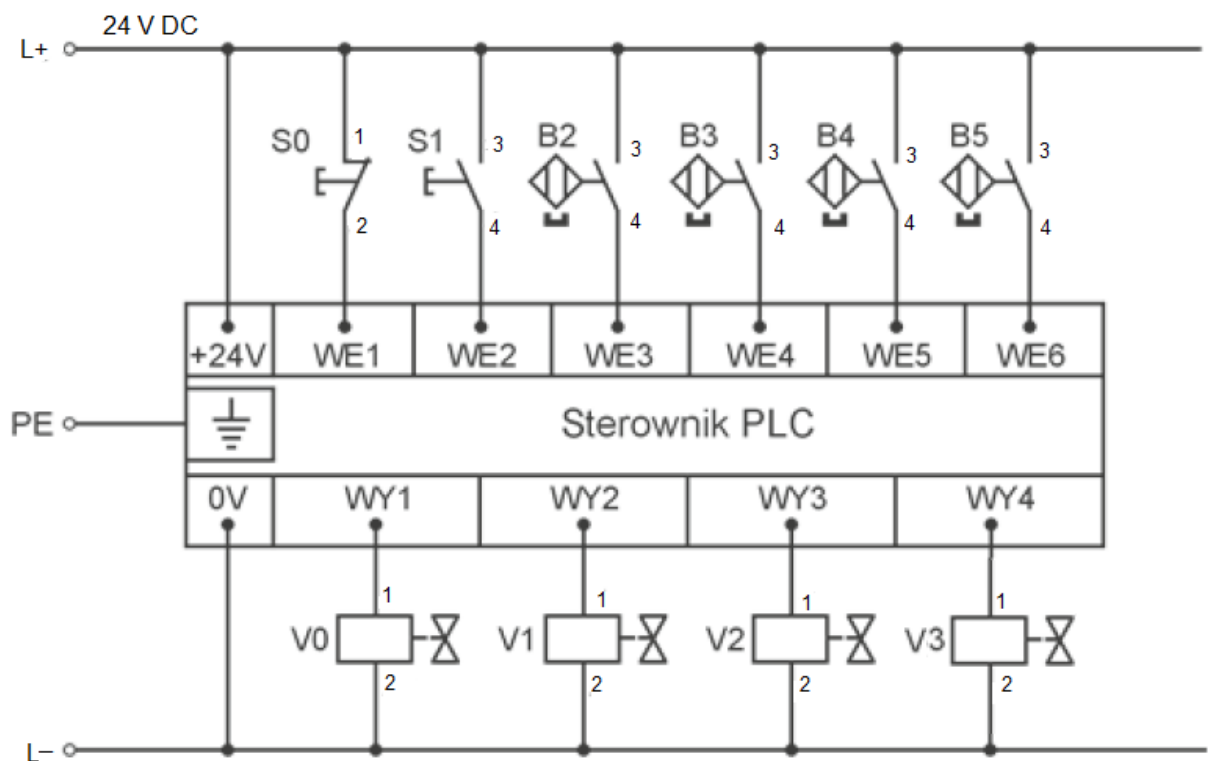 24 V DC
L+
S0 1 S1 3 B2 3 B3 3 B4 3 B5 3
2 4 4 4 4 4
+24V WE1 WE2 WE3 WE4 WE5 WE6
PE Sterownik PLC
0V WY1 WY2 WY3 WY4
1 1 1 1
V0 V1 V2 V3
2 2 2 2
L–